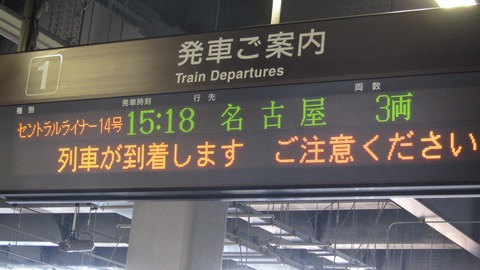 1
発車ご案内
Train Departures
種別 発車時刻 行先 両数
セントラルライナー14号 15:18 名古屋 3両
列車が到着します ご注意ください